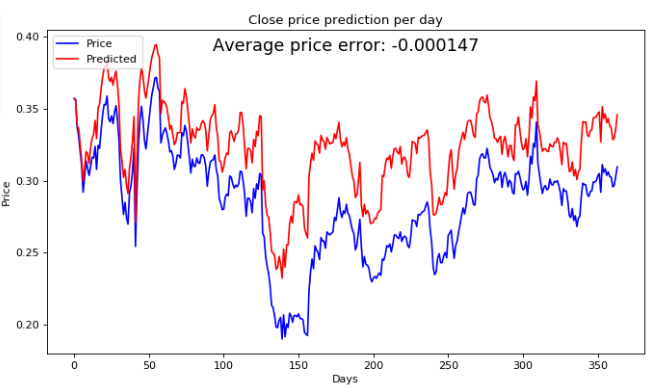 Close price prediction per day
Average price error: -0.000147
Price
Predicted
0.40
0.35
0.30
0.25
0.20
Price
0 50 100 150 200 250 300 350
Days